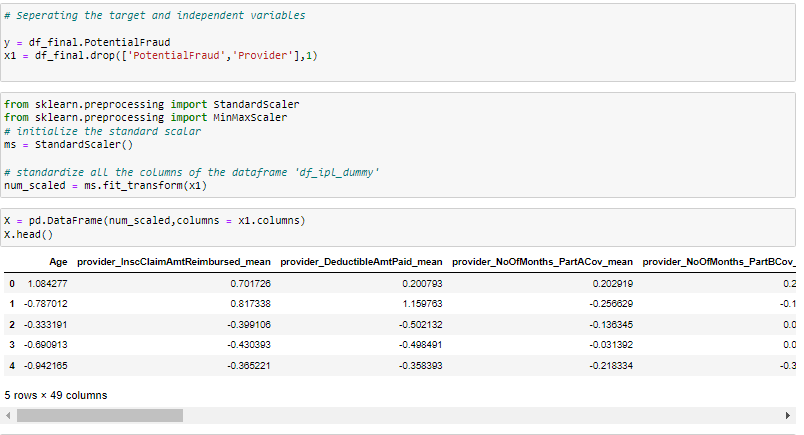 # Seperating the target and independent variables
y = df_final.PotentialFraud
x1 = df_final.drop(['PotentialFraud','Provider'],1)
from sklearn.preprocessing import StandardScaler
from sklearn.preprocessing import MinMaxScaler
# initialize the standard scalar
ms = StandardScaler()
# standardize all the columns of the dataframe 'df_ipl_dummy'
num_scaled = ms.fit_transform(x1)
X = pd.DataFrame(num_scaled,columns = x1.columns)
X.head()
Age provider_InscClaimAmtReimbursed_mean provider_DeductibleAmtPaid_mean provider_NoOfMonths_PartACov_mean provider_NoOfMonths_PartBCov_
0 1.084277 0.701726 0.200793 0.202919 0.2
1 -0.787012 0.817338 1.159763 -0.256629 -0.1
2 -0.333191 -0.399106 -0.502132 -0.136345 0.0
3 -0.690913 -0.430393 -0.498491 -0.031392 0.0
4 -0.942165 -0.365221 -0.358393 -0.218334 -0.3
5 rows × 49 columns